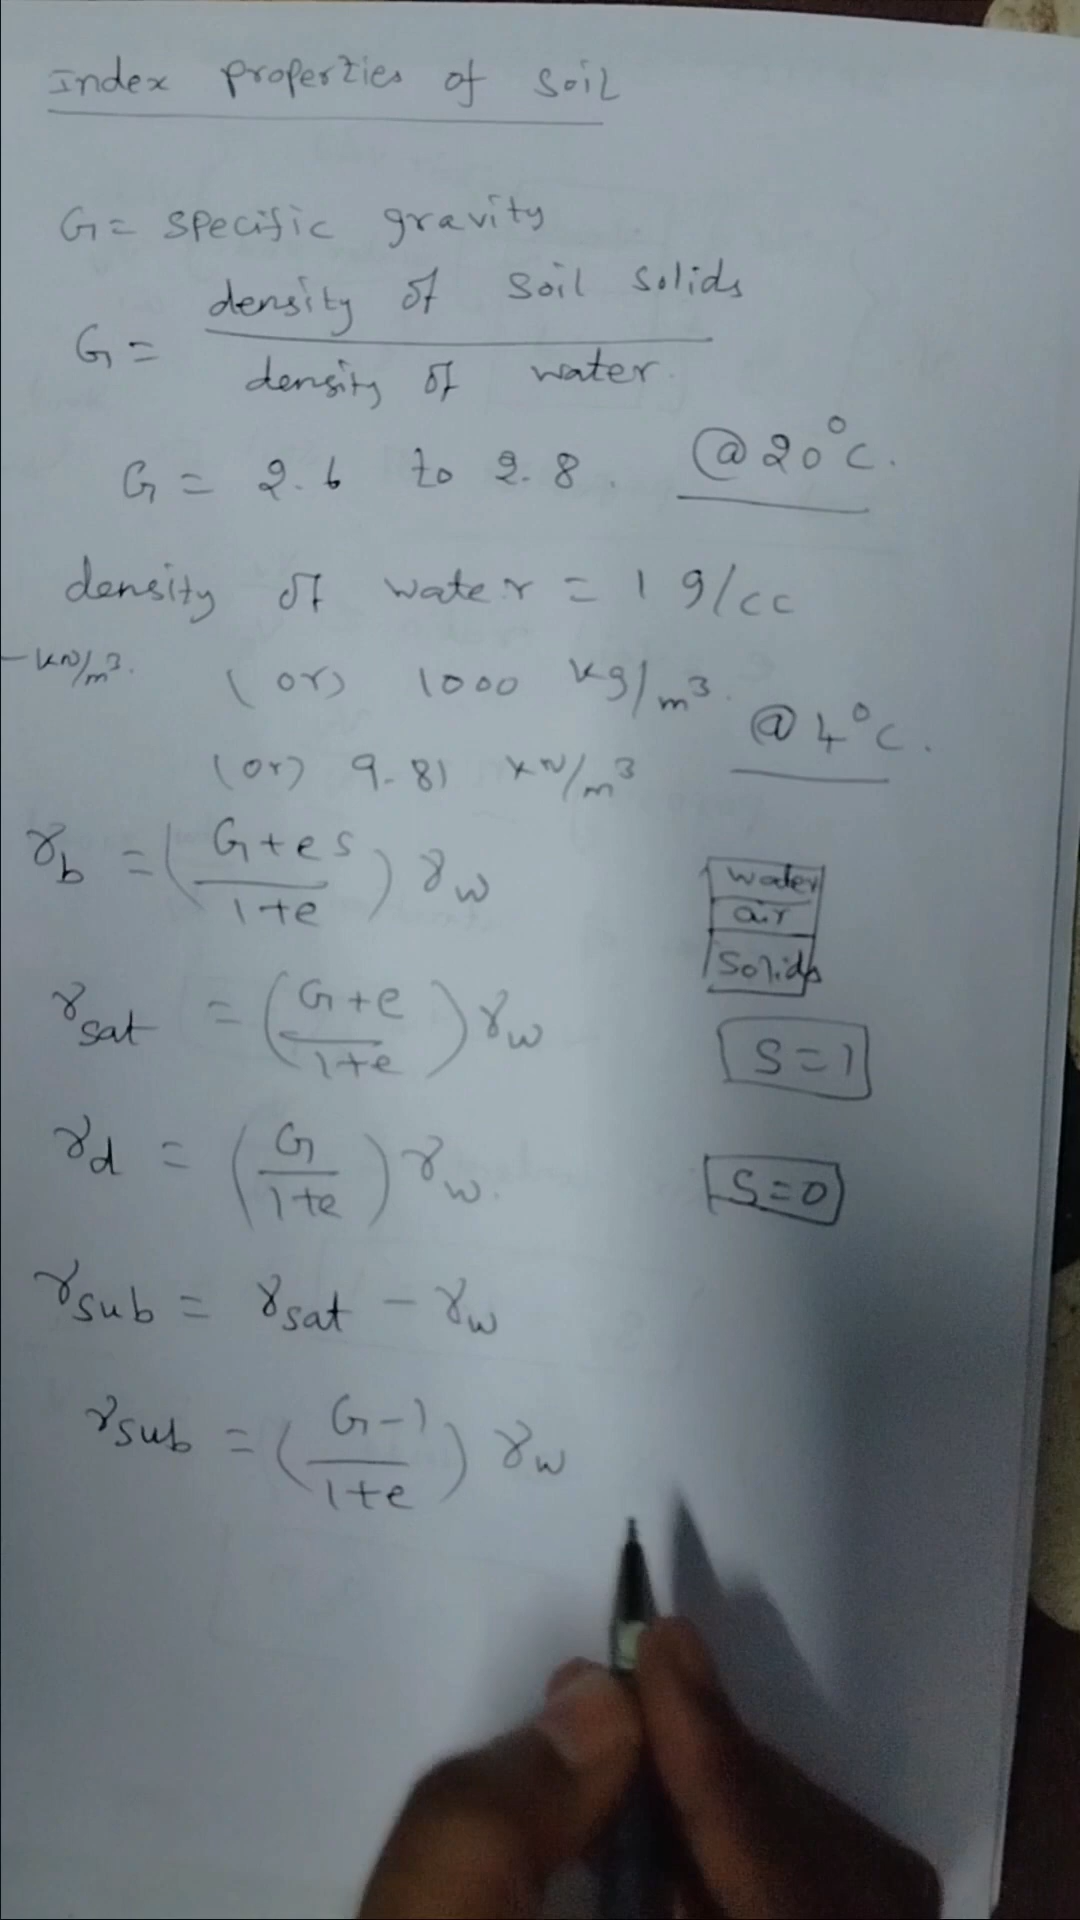 Index properties of soil
G = specific gravity
G = density of soil solids / density of water
G = 2.6 to 2.8. @ 20°C.
density of water = 1 g/cc
- kN/m³.
(or) 1000 kg/m³.
@ 4°C.
(or) 9.81 kN/m³
γb = (G+es / 1+e) γw
water
air
Solids
γsat = (G+e / 1+e) γw
S=1
γd = (G / 1+e) γw.
S=0
γsub = γsat - γw
γsub = (G-1 / 1+e) γw